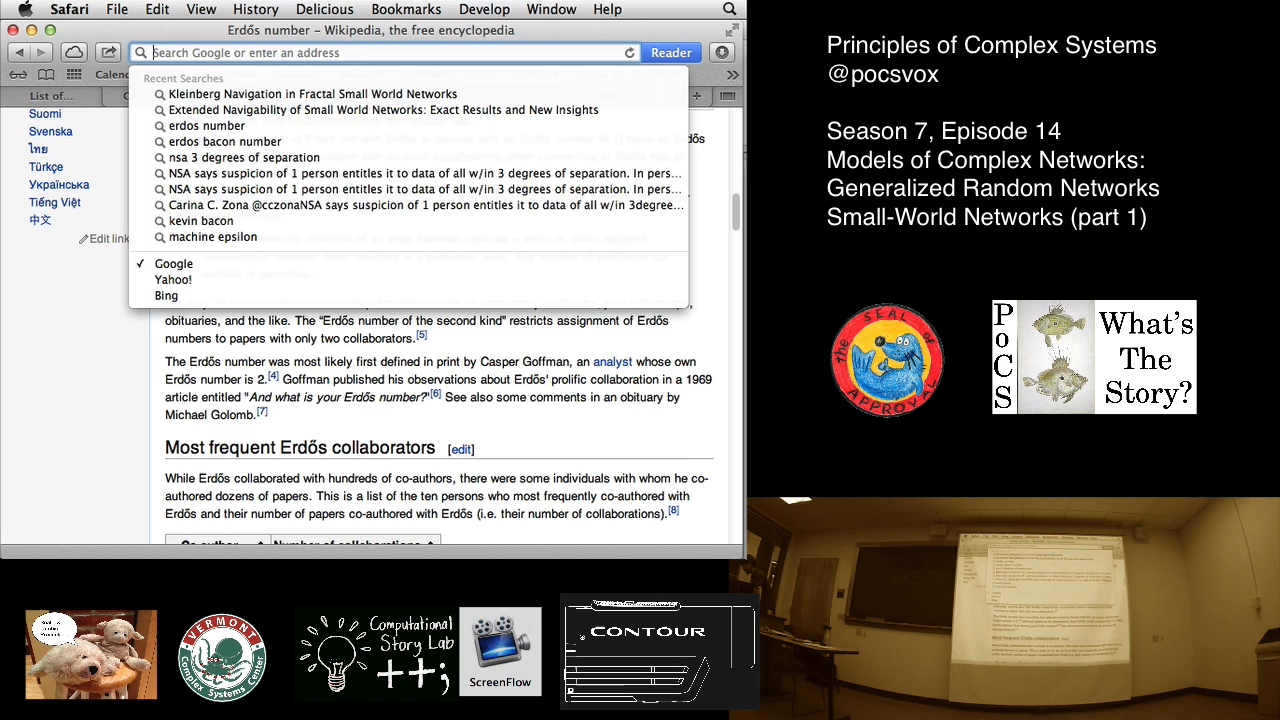 Safari File Edit View History Delicious Bookmarks Develop Window Help
Erdős number – Wikipedia, the free encyclopedia
Search Google or enter an address
Reader
List of...
Recent Searches
Kleinberg Navigation in Fractal Small World Networks
Extended Navigability of Small World Networks: Exact Results and New Insights
erdos number
erdos bacon number
nsa 3 degrees of separation
NSA says suspicion of 1 person entitles it to data of all w/in 3 degrees of separation. In pers...
NSA says suspicion of 1 person entitles it to data of all w/in 3 degrees of separation. In pers...
Carina C. Zona @cczonaNSA says suspicion of 1 person entitles it to data of all w/in 3degree...
kevin bacon
machine epsilon
✓ Google
Yahoo!
Bing
Suomi
Svenska
ไทย
Türkçe
Українська
Tiếng Việt
中文
Edit link
obituaries, and the like. The "Erdős number of the second kind" restricts assignment of Erdős
numbers to papers with only two collaborators.[5]
The Erdős number was most likely first defined in print by Casper Goffman, an analyst whose own
Erdős number is 2.[4] Goffman published his observations about Erdős' prolific collaboration in a 1969
article entitled "And what is your Erdős number?"[6] See also some comments in an obituary by
Michael Golomb.[7]
Most frequent Erdős collaborators [edit]
While Erdős collaborated with hundreds of co-authors, there were some individuals with whom he co-
authored dozens of papers. This is a list of the ten persons who most frequently co-authored with
Erdős and their number of papers co-authored with Erdős (i.e. their number of collaborations).[8]
Co-author Number of collaborations
Principles of Complex Systems
@pocsvox
Season 7, Episode 14
Models of Complex Networks:
Generalized Random Networks
Small-World Networks (part 1)
the SEAL of APPROVAL
PoCS
What's
The
Story?
VERMONT
Complex Systems Center
Computational
Story Lab
++;
ScreenFlow
CONTOUR